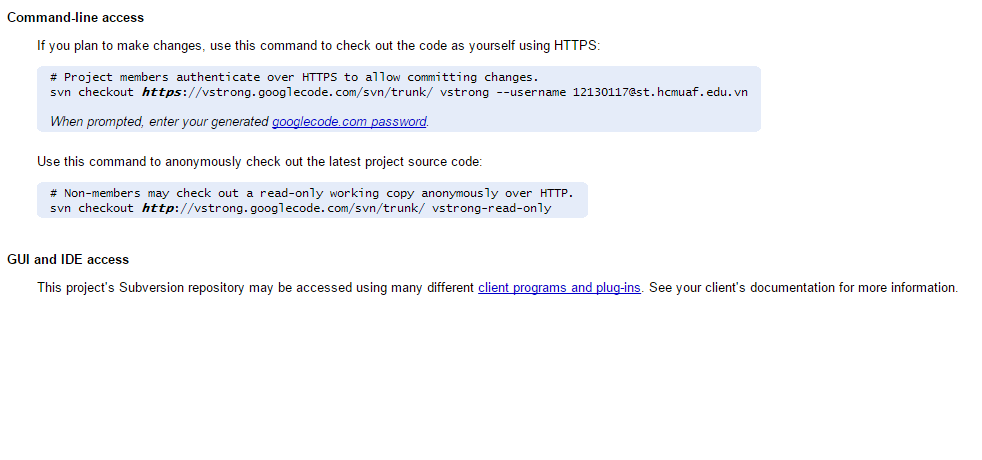 Command-line access
If you plan to make changes, use this command to check out the code as yourself using HTTPS:
# Project members authenticate over HTTPS to allow committing changes.
svn checkout https://vstrong.googlecode.com/svn/trunk/ vstrong --username 12130117@st.hcmuaf.edu.vn
When prompted, enter your generated googlecode.com password.
Use this command to anonymously check out the latest project source code:
# Non-members may check out a read-only working copy anonymously over HTTP.
svn checkout http://vstrong.googlecode.com/svn/trunk/ vstrong-read-only
GUI and IDE access
This project's Subversion repository may be accessed using many different client programs and plug-ins. See your client's documentation for more information.